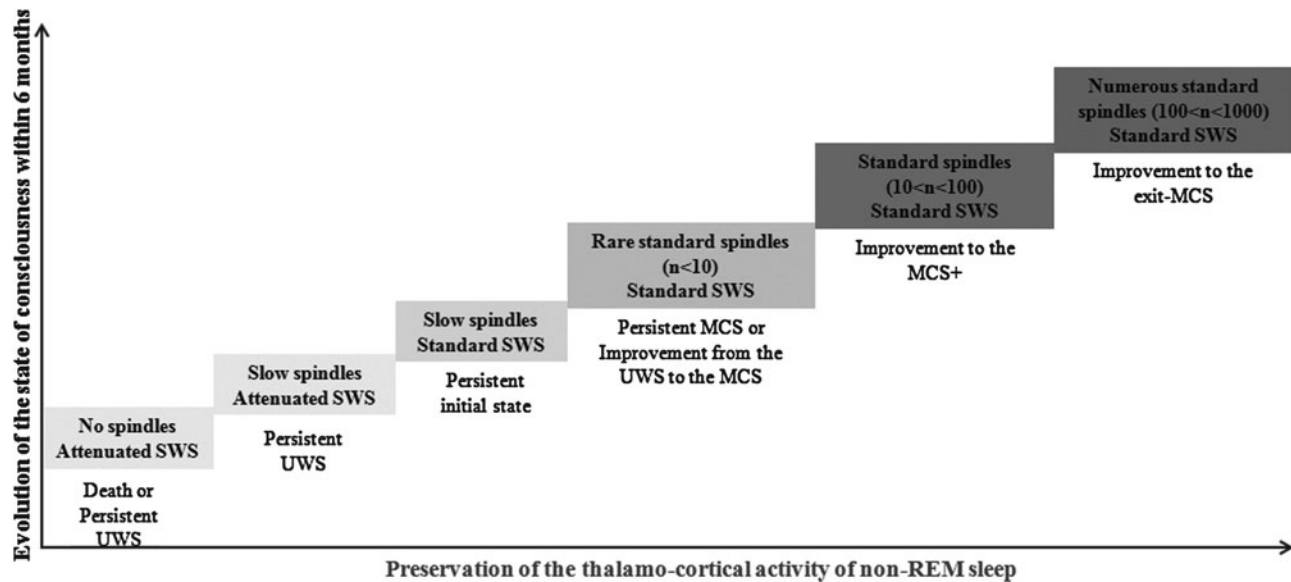 Evolution of the state of consciousness within 6 months
No spindles
Attenuated SWS
Death or
Persistent
UWS
Slow spindles
Attenuated SWS
Persistent
UWS
Slow spindles
Standard SWS
Persistent
initial state
Rare standard spindles
(n<10)
Standard SWS
Persistent MCS or
Improvement from the
UWS to the MCS
Standard spindles
(10<n<100)
Standard SWS
Improvement to the
MCS+
Numerous standard
spindles (100<n<1000)
Standard SWS
Improvement to the
exit-MCS
Preservation of the thalamo-cortical activity of non-REM sleep